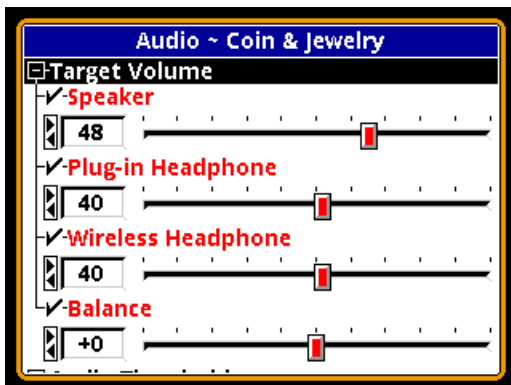 Audio ~ Coin & Jewelry
Target Volume
Speaker
48
Plug-in Headphone
40
Wireless Headphone
40
Balance
+0